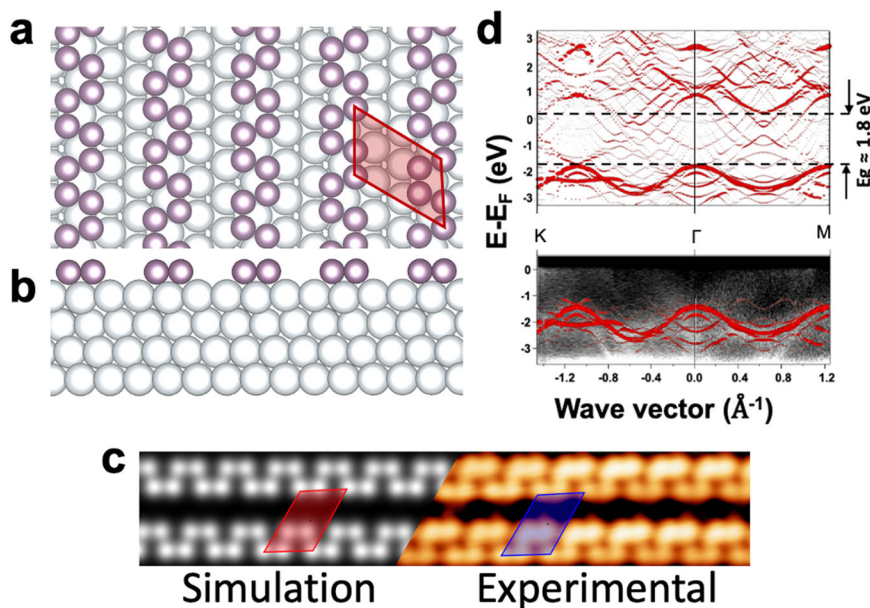 a
d
3
2
1
0
-1
-2
-3
E-E_F (eV)
Eg ≈ 1.8 eV
K
Γ
M
b
0
-1
-2
-3
-1.2 -0.8 -0.4 0.0 0.4 0.8 1.2
Wave vector (Å⁻¹)
c
Simulation Experimental